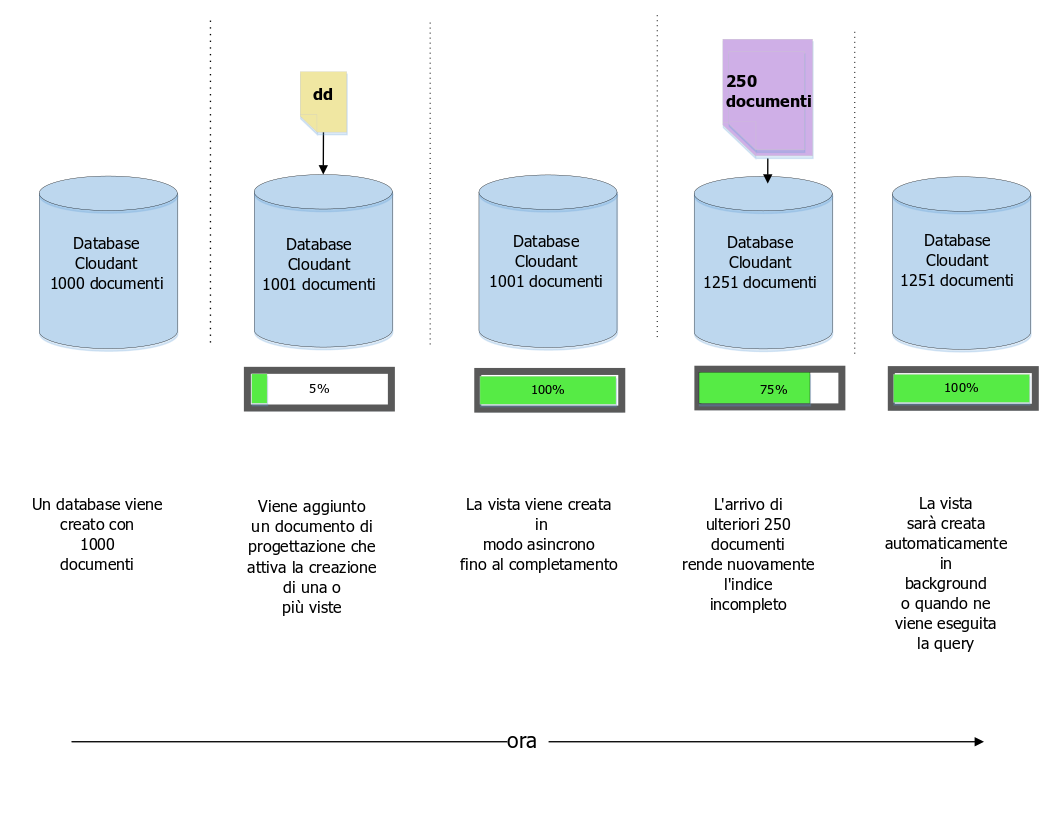 dd
250
documenti
Database
Cloudant
1000 documenti
Database
Cloudant
1001 documenti
Database
Cloudant
1001 documenti
Database
Cloudant
1251 documenti
Database
Cloudant
1251 documenti
5%
100%
75%
100%
Un database viene
creato con
1000
documenti
Viene aggiunto
un documento di
progettazione che
attiva la creazione
di una o
più viste
La vista viene creata
in
modo asincrono
fino al completamento
L'arrivo di
ulteriori 250
documenti
rende nuovamente
l'indice
incompleto
La vista
sarà creata
automaticamente
in
background
o quando ne
viene eseguita
la query
ora